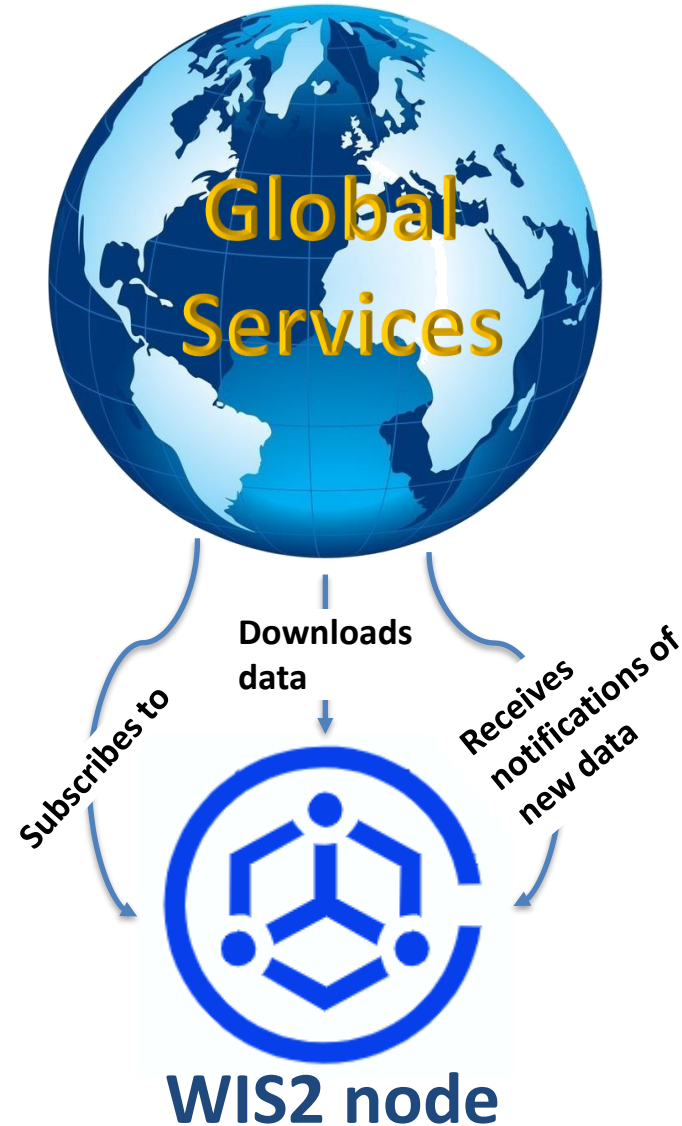 Global
Services
Downloads
data
Subscribes to
Receives
notifications of
new data
WIS2 node